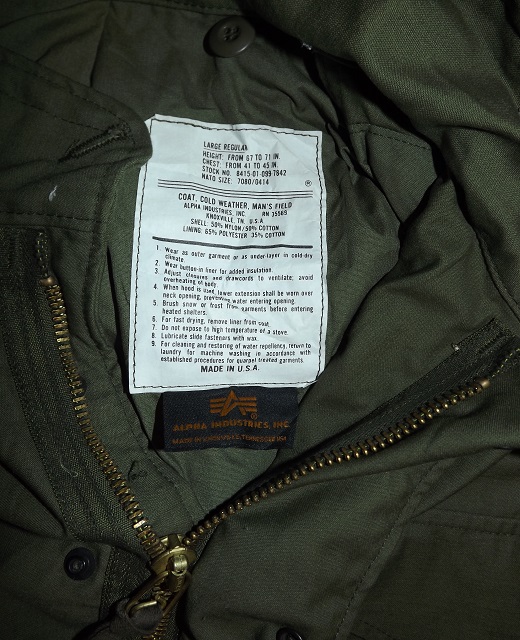 LARGE REGULAR
HEIGHT: FROM 67 TO 71 IN.
CHEST: FROM 41 TO 45 IN.
STOCK NO. 8415-01-099-7842
NATO SIZE: 7080/0414 ®
COAT, COLD WEATHER, MAN'S FIELD
ALPHA INDUSTRIES, INC. RN 35569
KNOXVILLE, TN. U.S.A
SHELL: 50% NYLON/50% COTTON
LINING: 65% POLYESTER 35% COTTON
1. Wear as outer garment or as under-layer in cold-dry
climate.
2. Wear button-in liner for added insulation.
3. Adjust closures and drawcords to ventilate; avoid
overheating of body.
4. When hood is used, lower extension shall be worn over
neck opening, preventing water entering opening.
5. Brush snow or frost from garments before entering
heated shelters.
6. For fast drying, remove liner from coat.
7. Do not expose to high temperature of a stove.
8. Lubricate slide fasteners with wax.
9. For cleaning and restoring of water repellency, return to
laundry for machine washing in accordance with
established procedures for quarpel treated garments.
MADE IN U.S.A.
ALPHA INDUSTRIES, INC
MADE IN KNOXVILLE, TENNESSEE USA